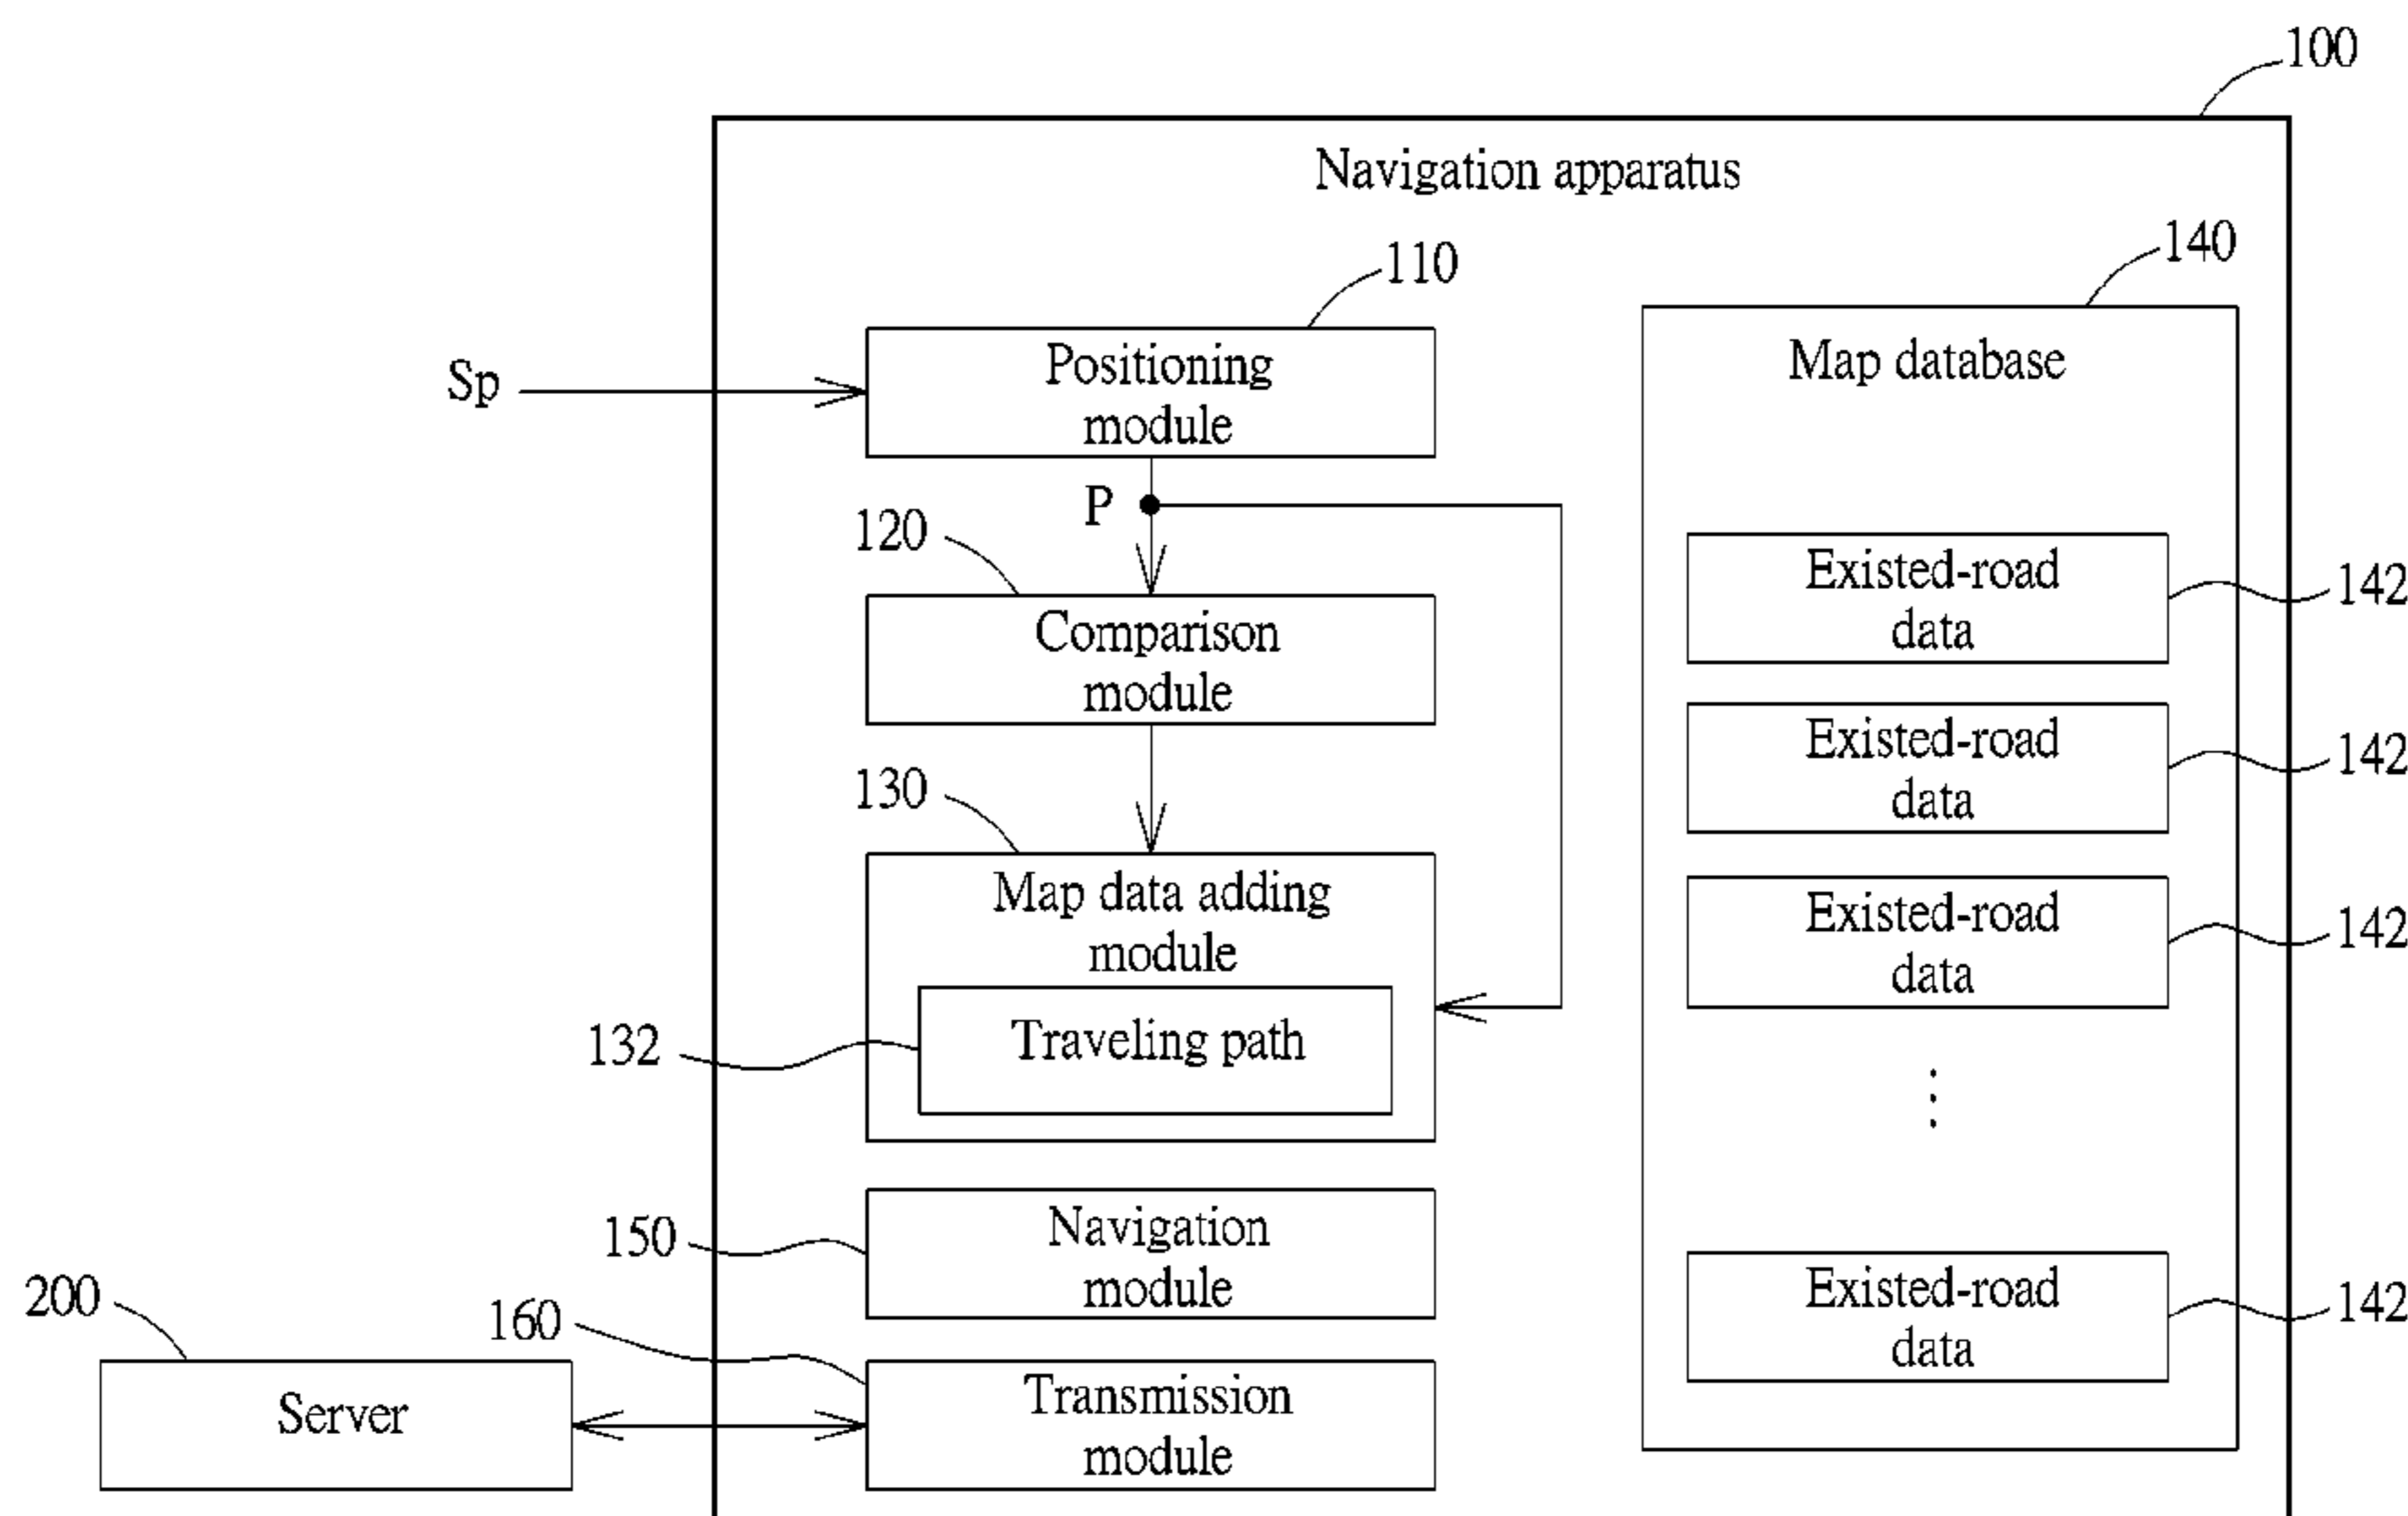 100
Navigation apparatus
110
140
Sp
Positioning
module
Map database
P
120
Comparison
module
Existed-road
data
142
Existed-road
data
142
130
Map data adding
module
132
Traveling path
Existed-road
data
142
150
Navigation
module
200
Server
160
Transmission
module
Existed-road
data
142